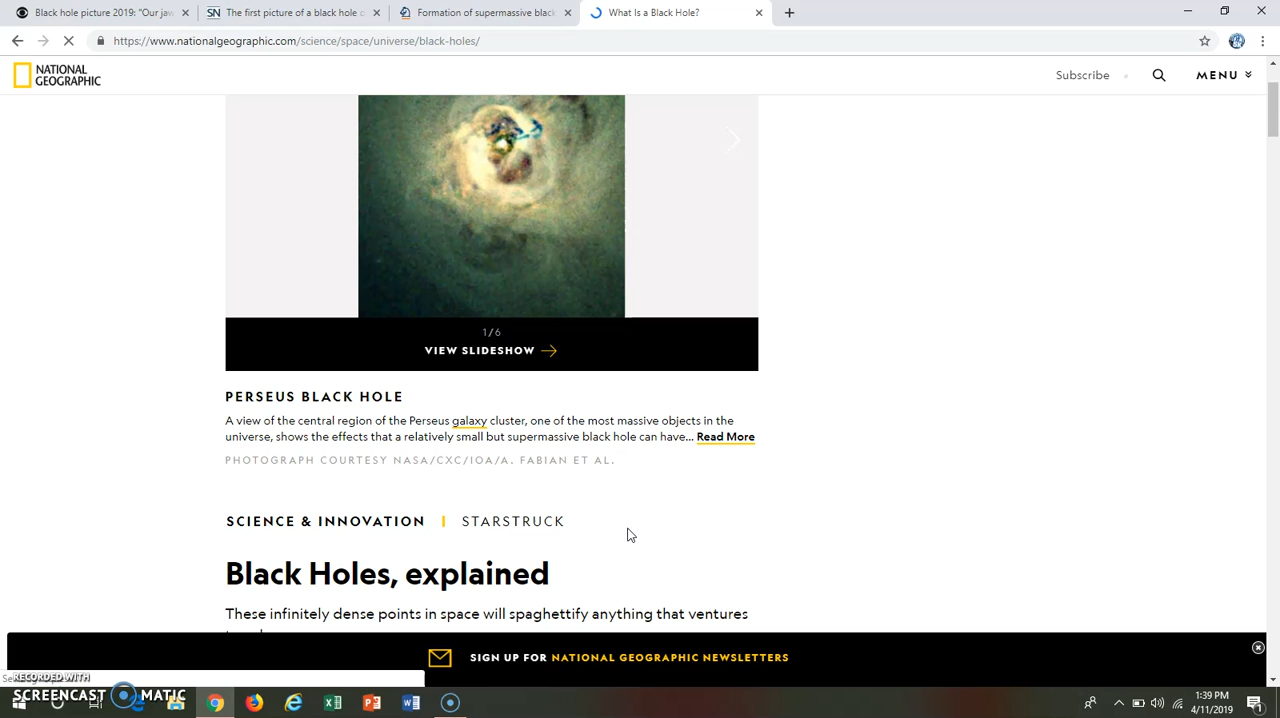 Black hole picture 2019: "Our jaw
The first picture of a black hole o
Formation of supermassive black
What Is a Black Hole?
https://www.nationalgeographic.com/science/space/universe/black-holes/
NATIONAL
GEOGRAPHIC
Subscribe
MENU
1/6
VIEW SLIDESHOW
PERSEUS BLACK HOLE
A view of the central region of the Perseus galaxy cluster, one of the most massive objects in the
universe, shows the effects that a relatively small but supermassive black hole can have... Read More
PHOTOGRAPH COURTESY NASA/CXC/IOA/A. FABIAN ET AL.
SCIENCE & INNOVATION | STARSTRUCK
Black Holes, explained
These infinitely dense points in space will spaghettify anything that ventures
SIGN UP FOR NATIONAL GEOGRAPHIC NEWSLETTERS
RECORDED WITH
SCREENCAST MATIC
1:39 PM
4/11/2019